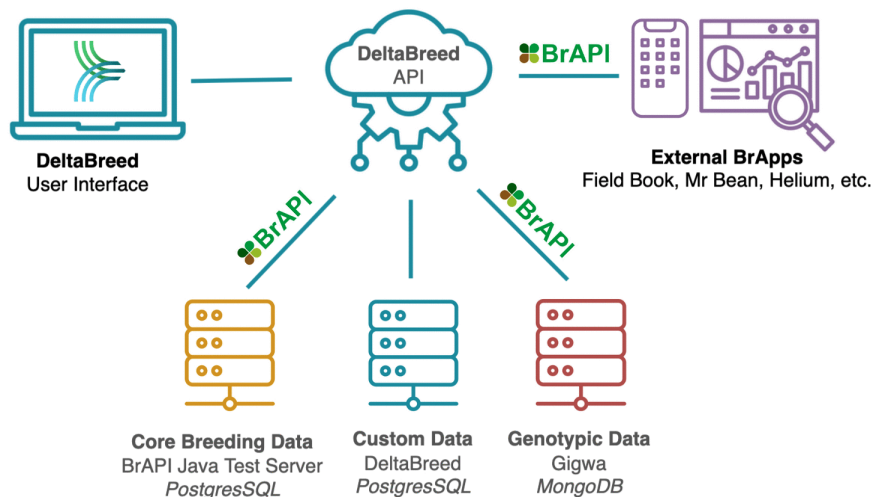 DeltaBreed
API
BrAPI
DeltaBreed
User Interface
External BrApps
Field Book, Mr Bean, Helium, etc.
BrAPI
BrAPI
Core Breeding Data
BrAPI Java Test Server
PostgresSQL
Custom Data
DeltaBreed
PostgresSQL
Genotypic Data
Gigwa
MongoDB